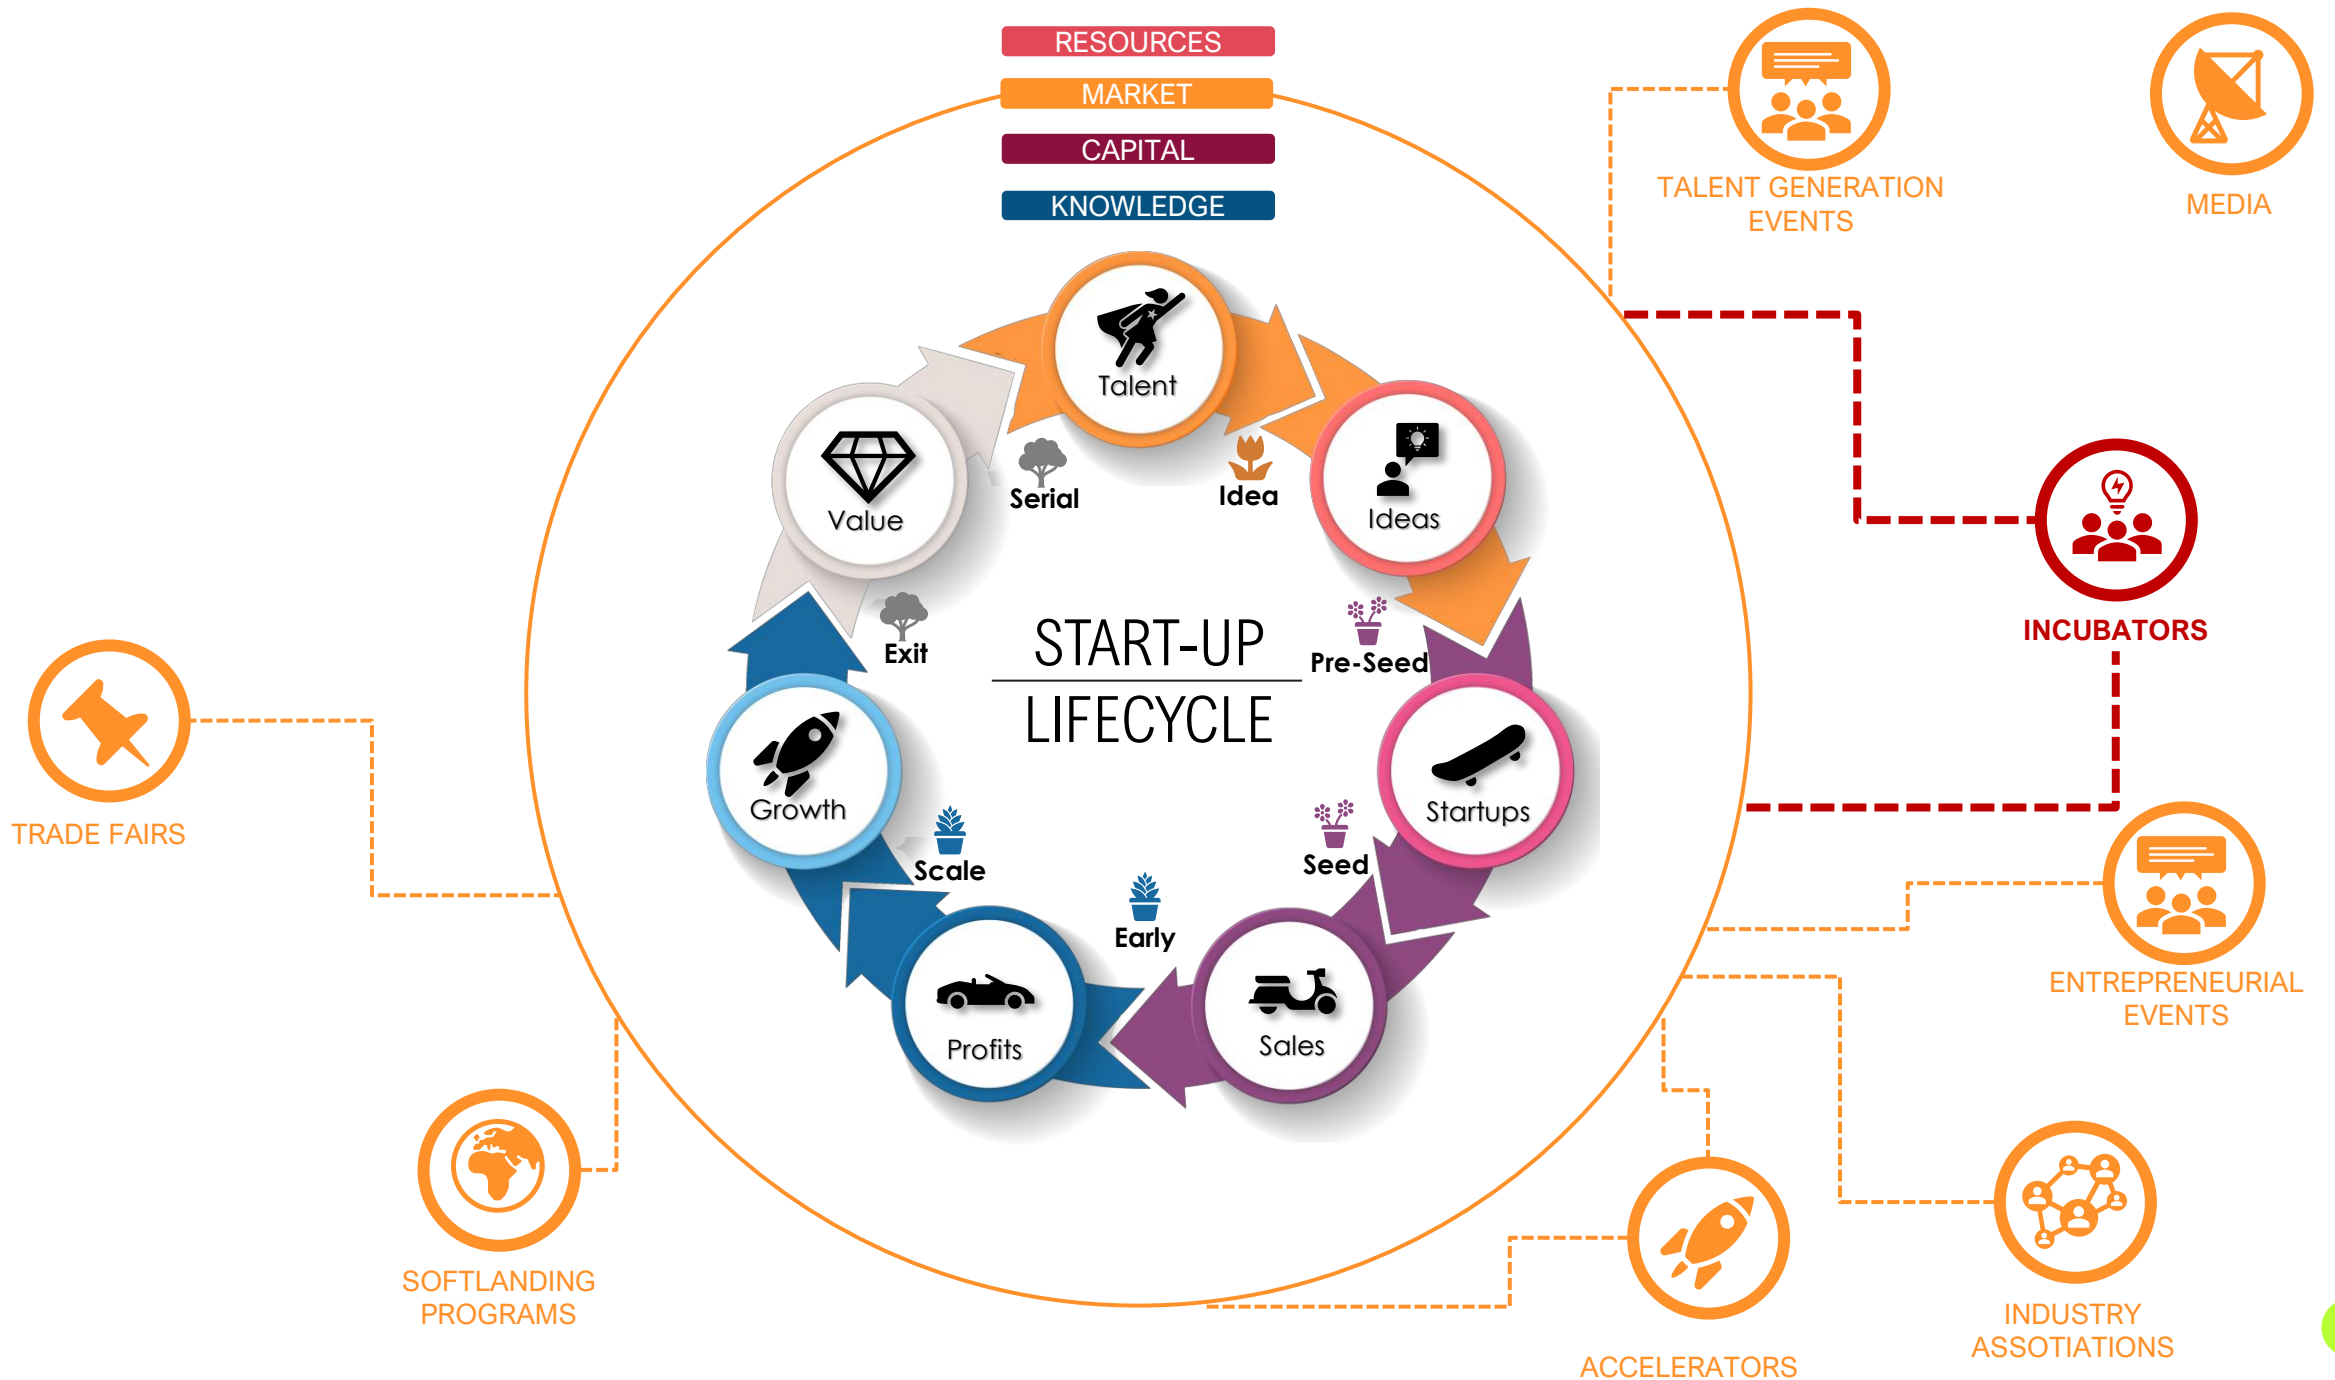 RESOURCES
MARKET
CAPITAL
KNOWLEDGE
TALENT GENERATION
EVENTS
MEDIA
Talent
Ideas
Value
Serial
Idea
Exit
Pre-Seed
START-UP
LIFECYCLE
INCUBATORS
Growth
Startups
TRADE FAIRS
Scale
Seed
Early
Profits
Sales
ENTREPRENEURIAL
EVENTS
SOFTLANDING
PROGRAMS
ACCELERATORS
INDUSTRY
ASSOTIATIONS